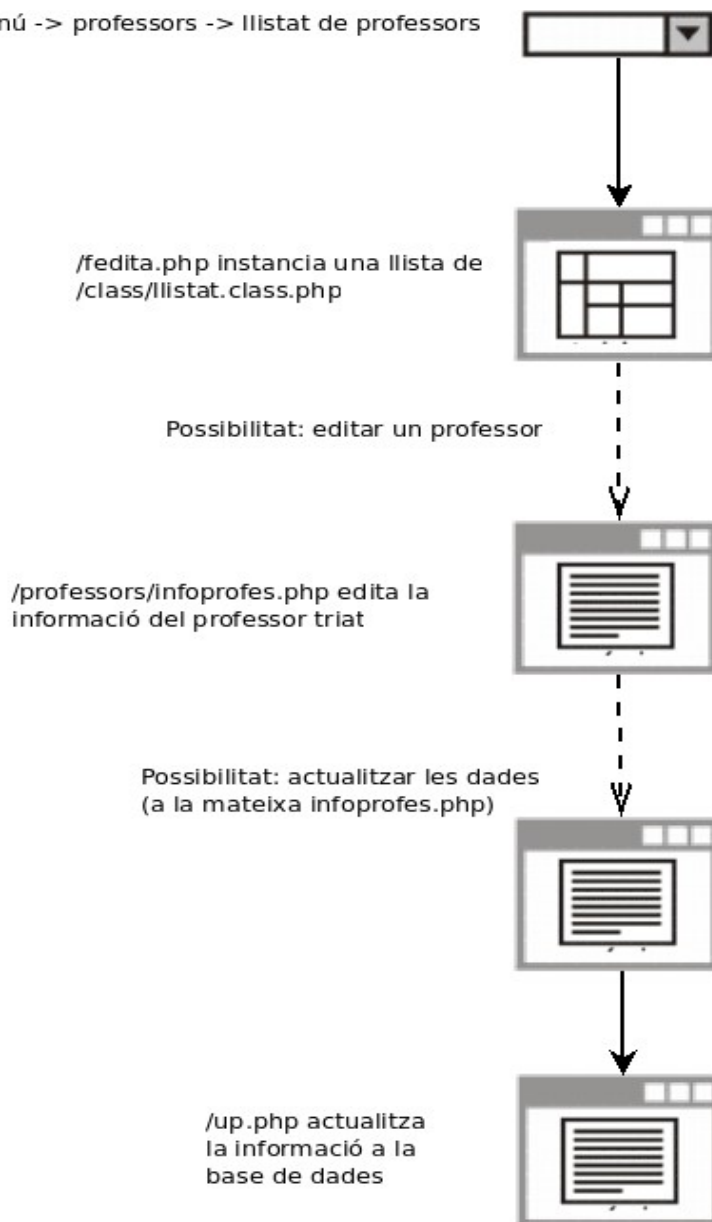 nú -> professors -> llistat de professors
/fedita.php instancia una llista de
/class/llistat.class.php
Possibilitat: editar un professor
/professors/infoprofes.php edita la
informació del professor triat
Possibilitat: actualitzar les dades
(a la mateixa infoprofes.php)
/up.php actualitza
la informació a la
base de dades